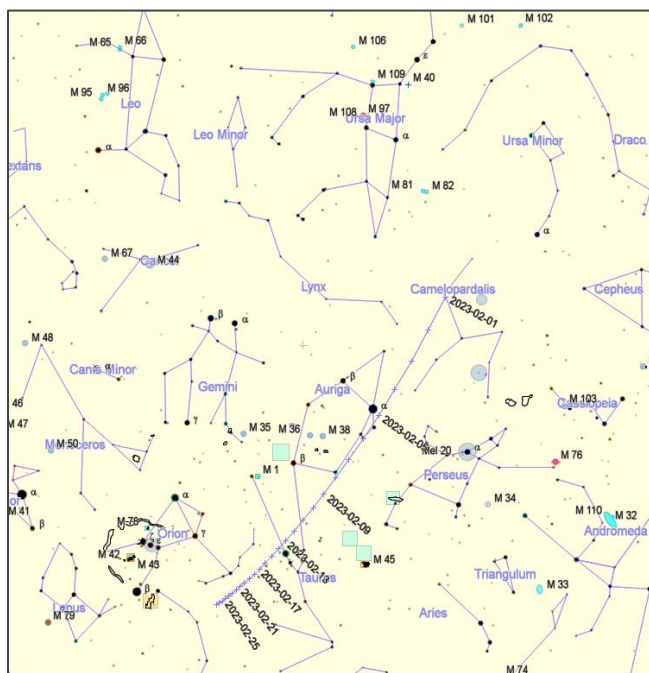 M 101
M 102
M 65
M 66
M 106
ε
M 40
M 109
M 95
M 96
Leo
M 108
M 97
Ursa Major
Leo Minor
Ursa Minor
Draco
α
α
extans
M 81
M 82
α
M 67
Cancer
M 44
Lynx
Camelopardalis
Cepheus
2023-02-01
β
α
M 48
Canis Minor
α
Gemini
β
Auriga
α
Cassiopeia
M 103
46
M 47
γ
M 35
M 36
M 38
2023-02-05
Mel 20
α
M 50
Monoceros
M 1
β
Perseus
M 76
α
α
M 34
M 41
β
M 78
Orion
γ
2023-02-09
M 110
M 32
Andromeda
M 42
M 43
ε
2023-02-13
M 45
Taurus
Triangulum
M 33
β
2023-02-17
Lepus
M 79
2023-02-21
2023-02-25
Aries
M 74